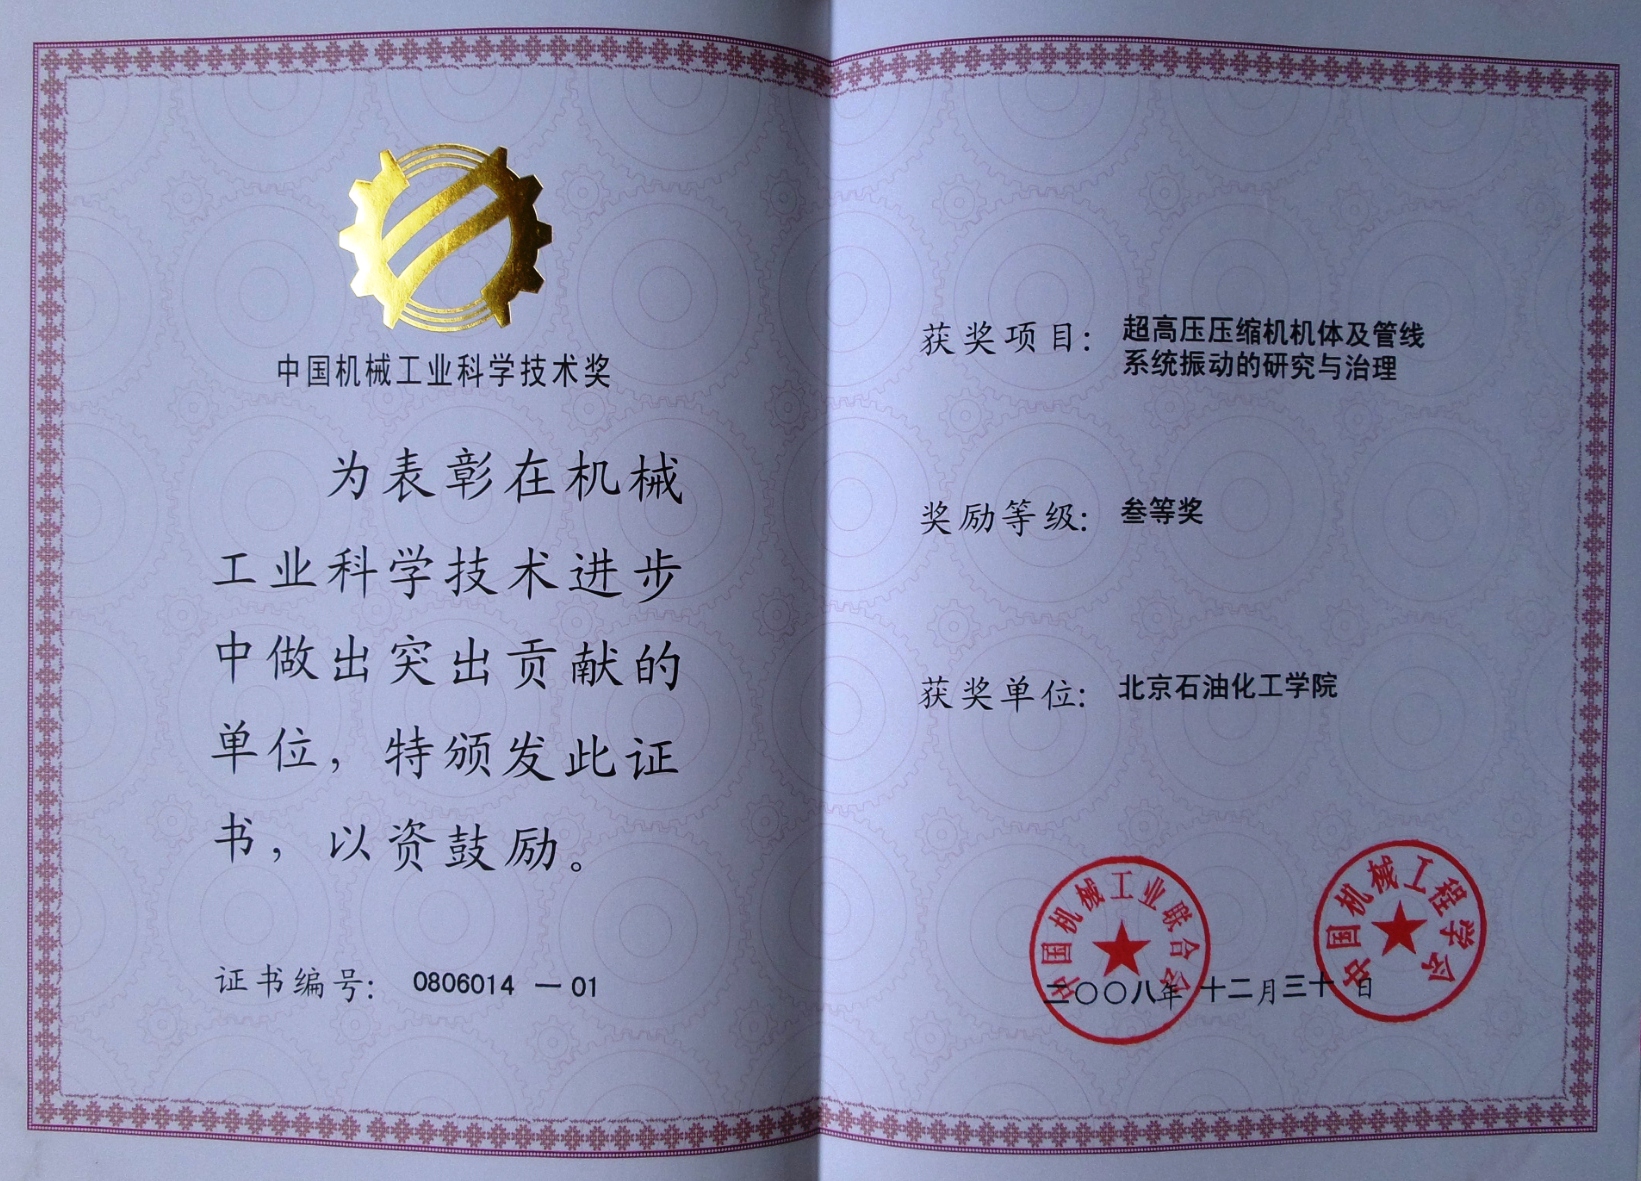 中国机械工业科学技术奖
为表彰在机械
工业科学技术进步
中做出突出贡献的
单位，特颁发此证
书，以资鼓励。
证书编号: 0806014 — 01
获奖项目: 超高压压缩机机体及管线
系统振动的研究与治理
奖励等级: 叁等奖
获奖单位: 北京石油化工学院
中国机械工业联合会
中国机械工程学会
二〇〇八年 十二月三十日